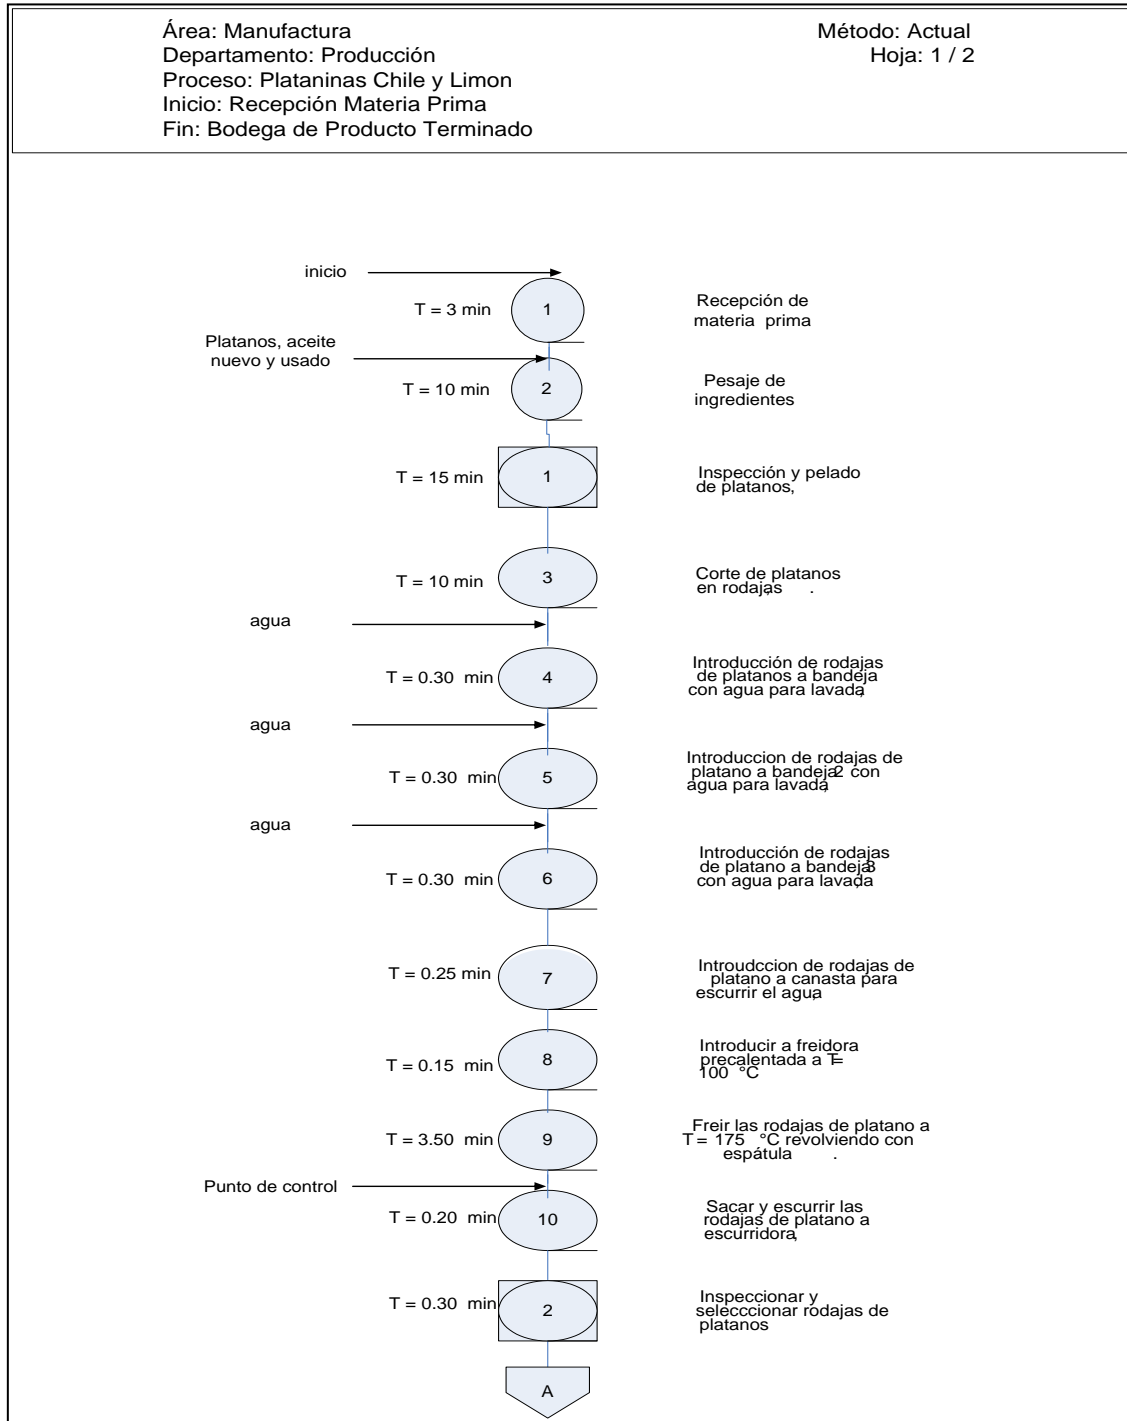 Área: Manufactura
Método: Actual
Departamento: Producción
Hoja: 1 / 2
Proceso: Plataninas Chile y Limon
Inicio: Recepción Materia Prima
Fin: Bodega de Producto Terminado
inicio
T = 3 min
1
Recepción de
materia prima
Platanos, aceite
nuevo y usado
T = 10 min
2
Pesaje de
ingredientes
T = 15 min
1
Inspección y pelado
de platanos,
T = 10 min
3
Corte de platanos
en rodajas, .
agua
T = 0.30 min
4
Introducción de rodajas
de platanos a bandeja
con agua para lavada,
agua
T = 0.30 min
5
Introduccion de rodajas de
platano a bandeja 2 con
agua para lavada,
agua
T = 0.30 min
6
Introducción de rodajas
de platano a bandeja 3
con agua para lavada,
T = 0.25 min
7
Introudccion de rodajas de
platano a canasta para
escurrir el agua,
T = 0.15 min
8
Introducir a freidora
precalentada a T=
100 °C
T = 3.50 min
9
Freir las rodajas de platano a
T = 175 °C revolviendo con
espátula .
Punto de control
T = 0.20 min
10
Sacar y escurrir las
rodajas de platano a
escurridora,
T = 0.30 min
2
Inspeccionar y
selecccionar rodajas de
platanos
A